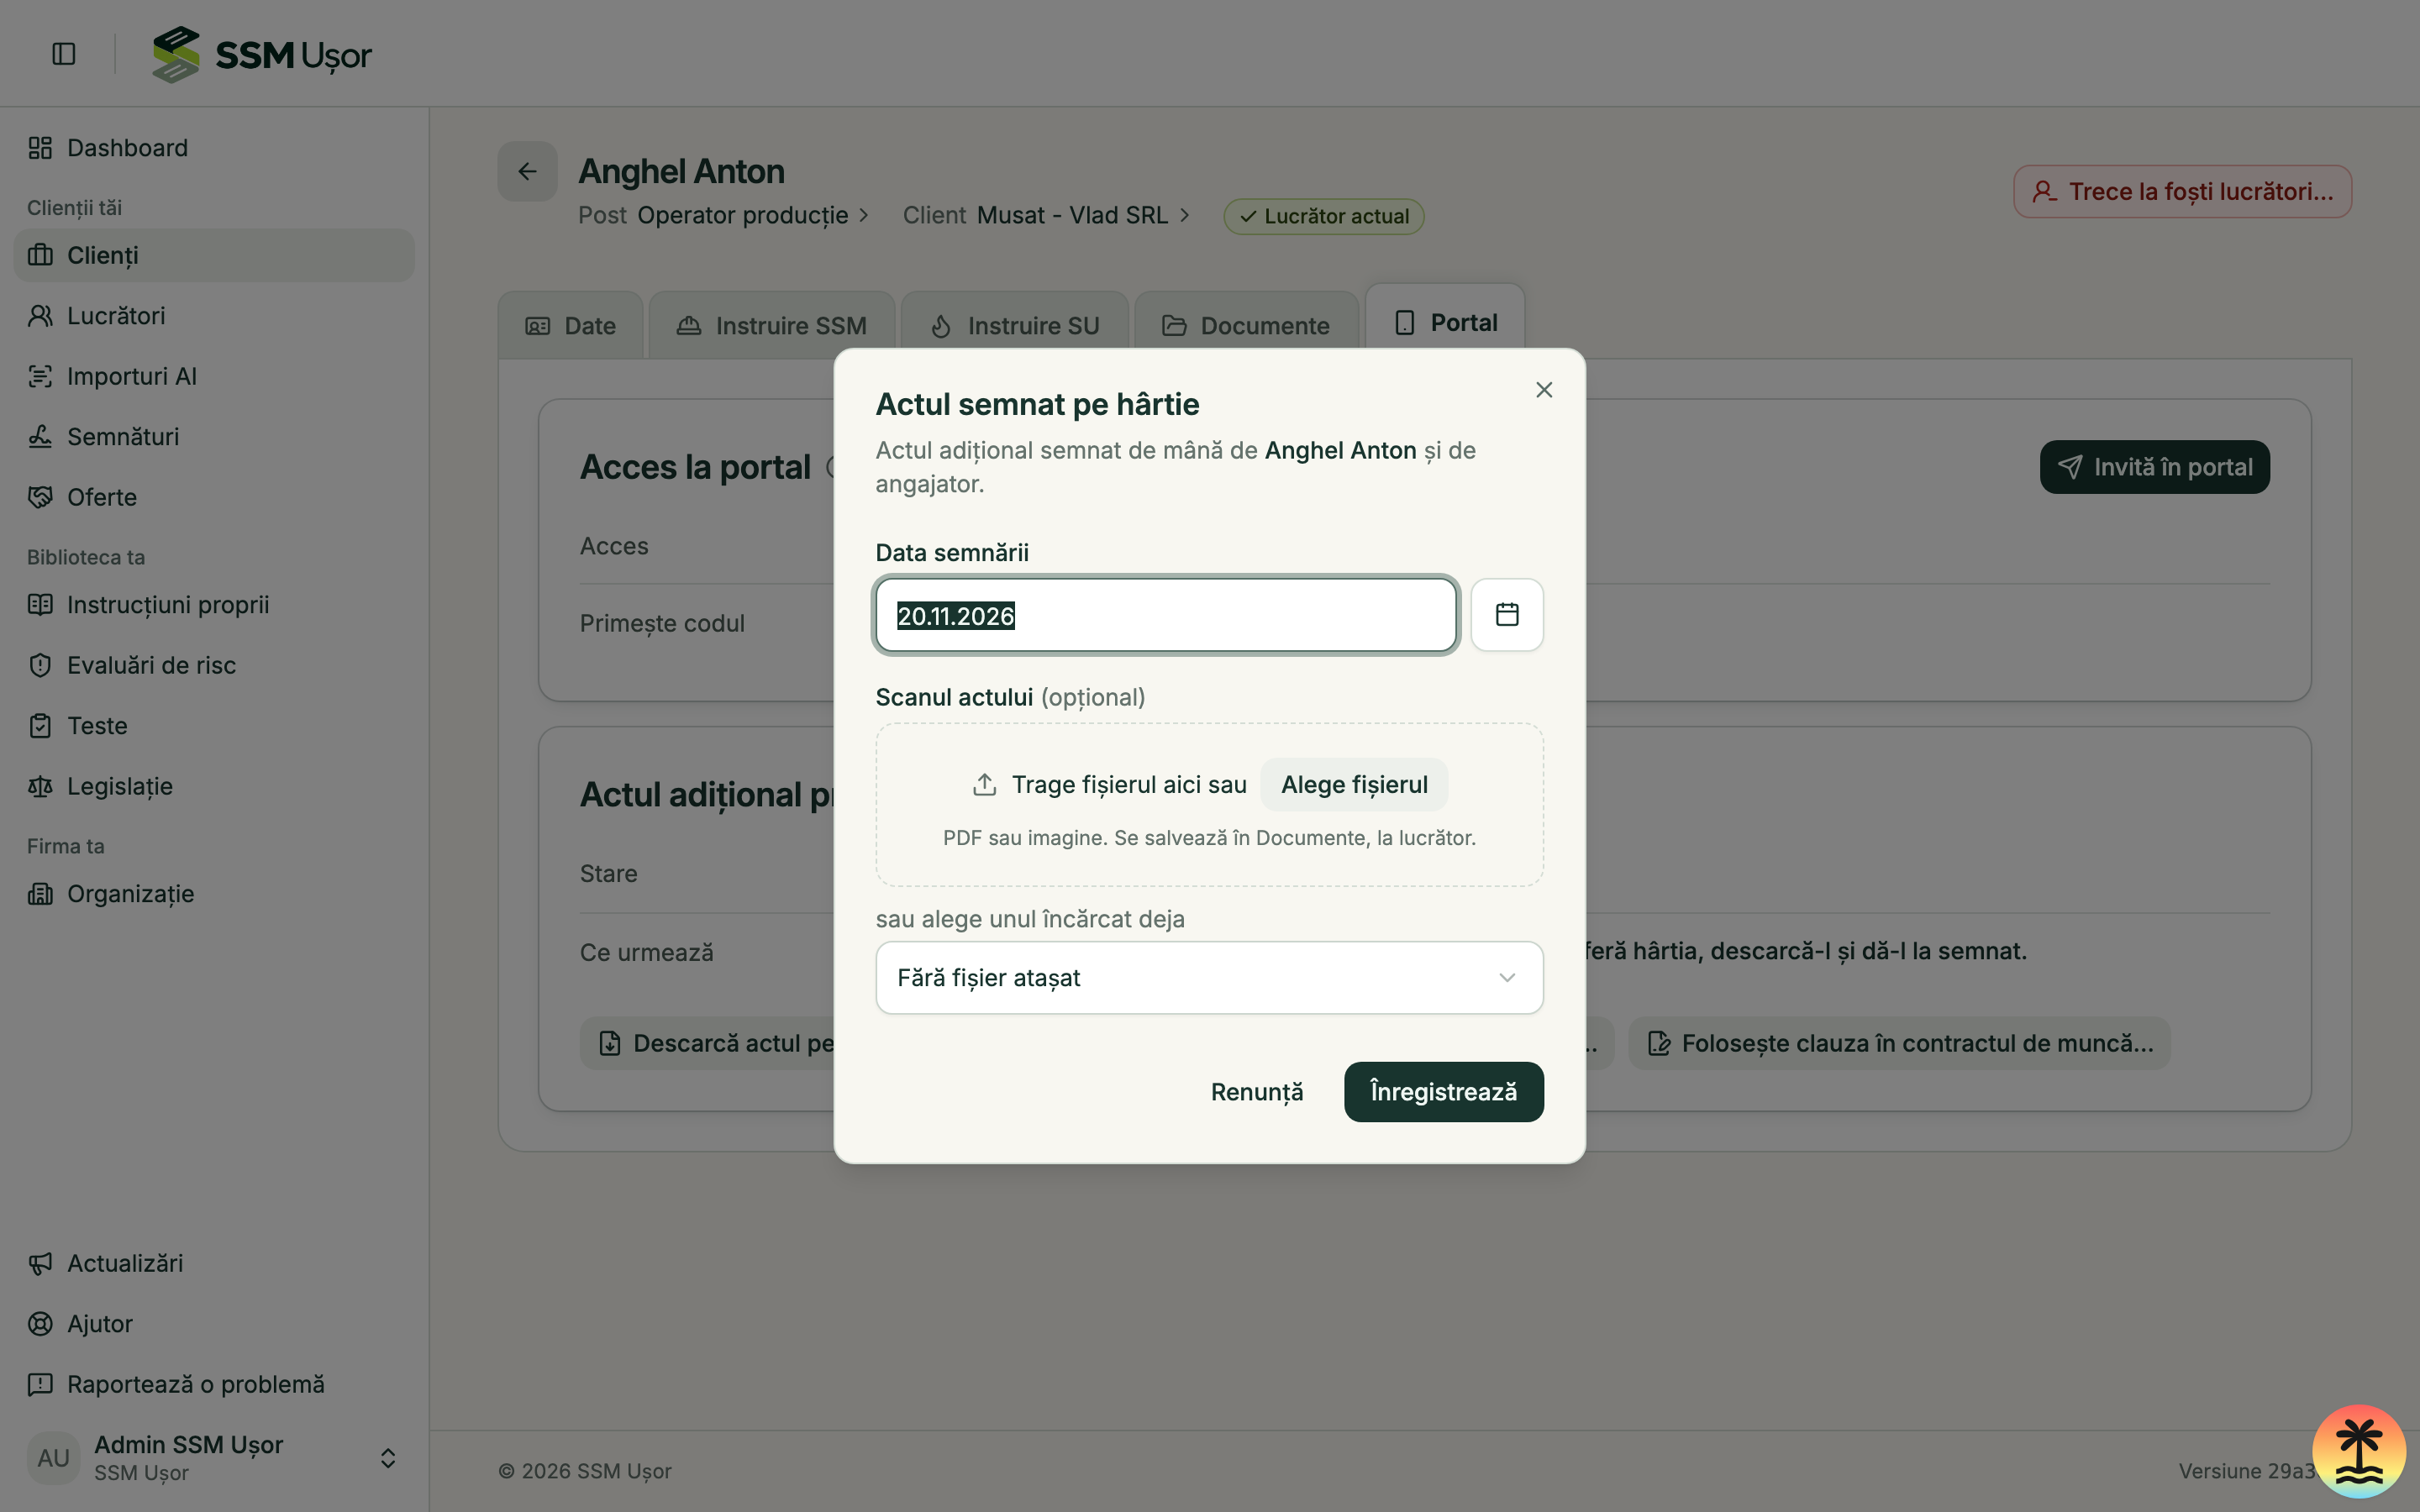 SSM Ușor
Dashboard
Clienții tăi
Clienți
Lucrători
Importuri AI
Semnături
Oferte
Biblioteca ta
Instrucțiuni proprii
Evaluări de risc
Teste
Legislație
Firma ta
Organizație
Actualizări
Ajutor
Raportează o problemă
AU
Admin SSM Ușor
SSM Ușor
Anghel Anton
Post Operator producție
Client Musat - Vlad SRL
Lucrător actual
Trece la foști lucrători...
Date
Instruire SSM
Instruire SU
Documente
Portal
Acces la portal
Invită în portal
Acces
Primește codul
Actul adițional
Stare
Ce urmează
hârtia, descarcă-l și dă-l la semnat.
Descarcă actul
...
Folosește clauza în contractul de muncă...
Actul semnat pe hârtie
Actul adițional semnat de mână de Anghel Anton și de
angajator.
Data semnării
20.11.2026
Scanul actului (opțional)
Trage fișierul aici sau
Alege fișierul
PDF sau imagine. Se salvează în Documente, la lucrător.
sau alege unul încărcat deja
Fără fișier atașat
Renunță
Înregistrează
© 2026 SSM Ușor
Versiune